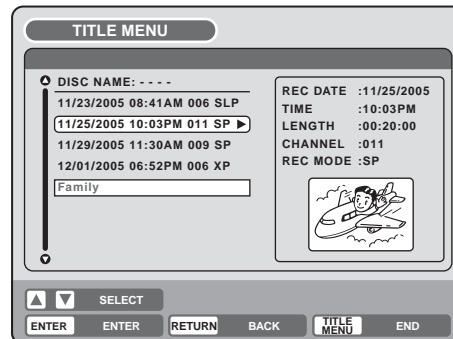 TITLE MENU
DISC NAME: - - - -
11/23/2005 08:41AM 006 SLP
11/25/2005 10:03PM 011 SP ▶
11/29/2005 11:30AM 009 SP
12/01/2005 06:52PM 006 XP
Family
REC DATE :11/25/2005
TIME :10:03PM
LENGTH :00:20:00
CHANNEL :011
REC MODE :SP
SELECT
ENTER ENTER RETURN BACK TITLE MENU END